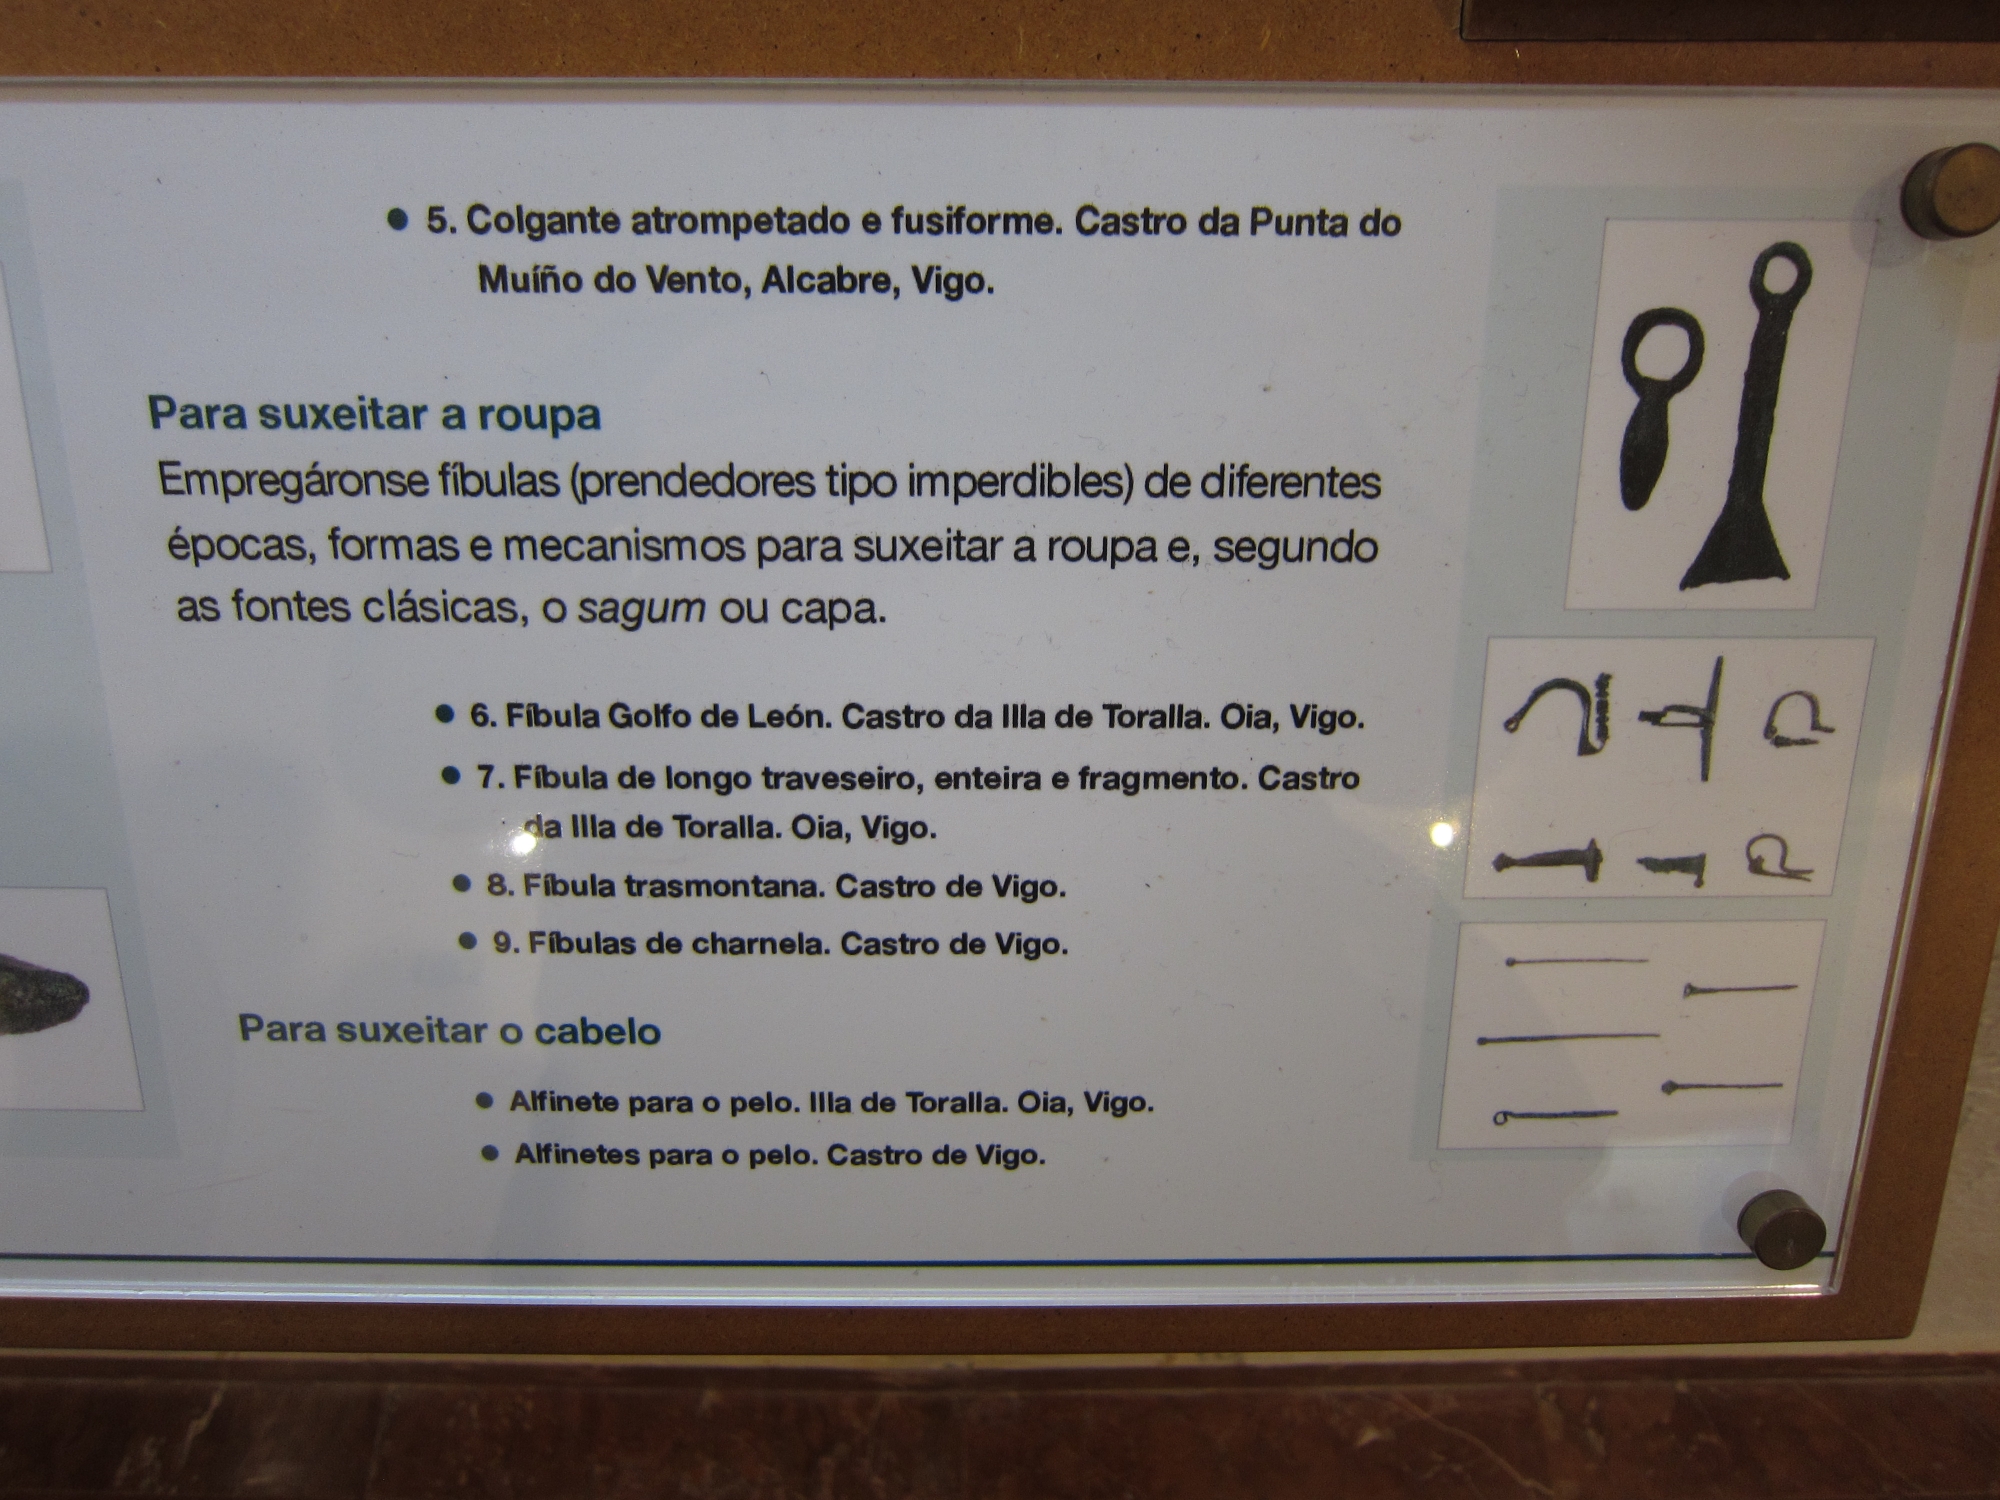 • 5. Colgante atrompetado e fusiforme. Castro da Punta do
Muíño do Vento, Alcabre, Vigo.
Para suxeitar a roupa
Empregáronse fíbulas (prendedores tipo imperdibles) de diferentes
épocas, formas e mecanismos para suxeitar a roupa e, segundo
as fontes clásicas, o sagum ou capa.
• 6. Fíbula Golfo de León. Castro da Illa de Toralla. Oia, Vigo.
• 7. Fíbula de longo traveseiro, enteira e fragmento. Castro
da Illa de Toralla. Oia, Vigo.
• 8. Fíbula trasmontana. Castro de Vigo.
• 9. Fíbulas de charnela. Castro de Vigo.
Para suxeitar o cabelo
• Alfinete para o pelo. Illa de Toralla. Oia, Vigo.
• Alfinetes para o pelo. Castro de Vigo.